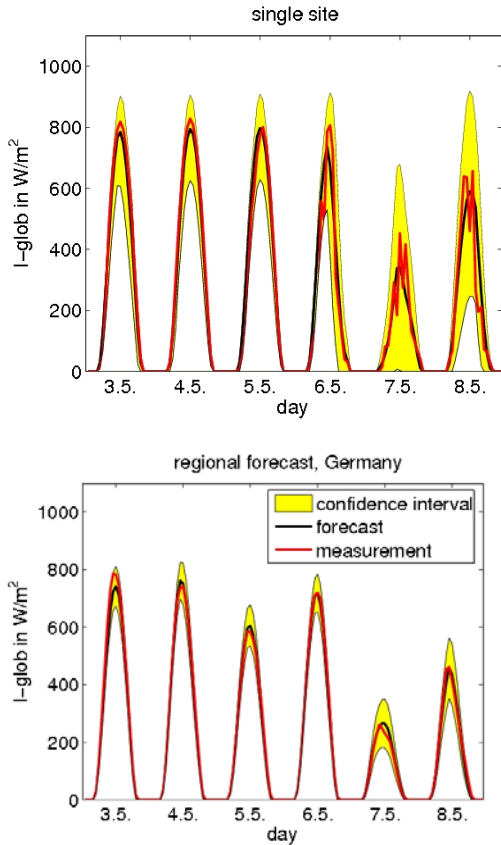 single site
1000
800
600
400
200
0
I-glob in W/m²
3.5. 4.5. 5.5. 6.5. 7.5. 8.5.
day
regional forecast, Germany
confidence interval
forecast
measurement
1000
800
600
400
200
0
I-glob in W/m²
3.5. 4.5. 5.5. 6.5. 7.5. 8.5.
day